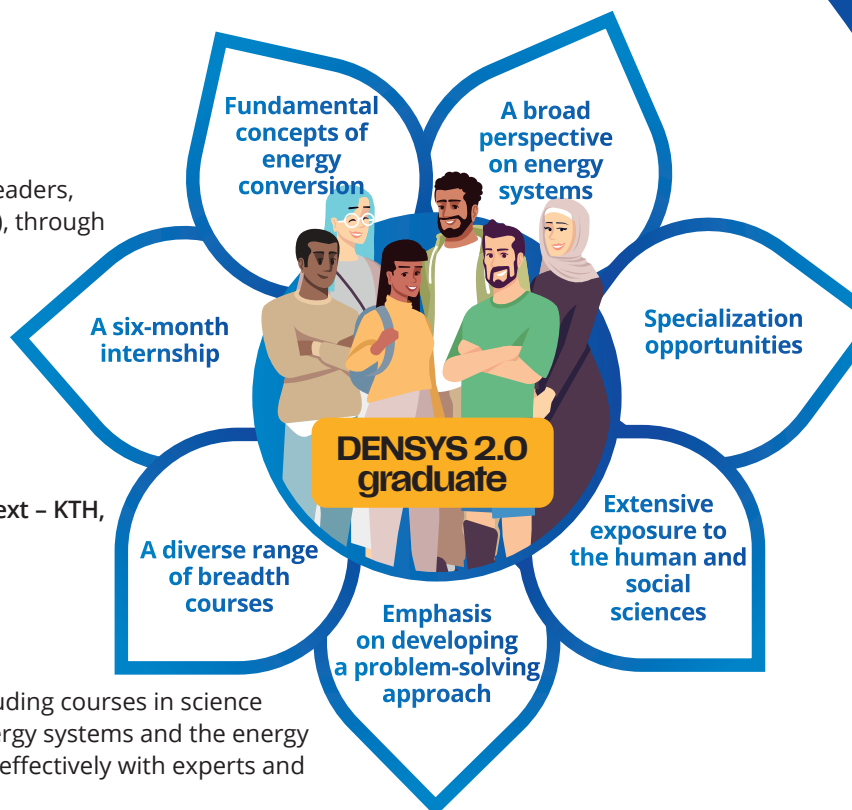 Fundamental
concepts of
energy
conversion
A broad
perspective
on energy
systems
eaders,
), through
A six-month
internship
Specialization
opportunities
DENSYS 2.0
graduate
ext – KTH,
A diverse range
of breadth
courses
Extensive
exposure to
the human and
social
sciences
Emphasis
on developing
a problem-solving
approach
uding courses in science
ergy systems and the energy
effectively with experts and